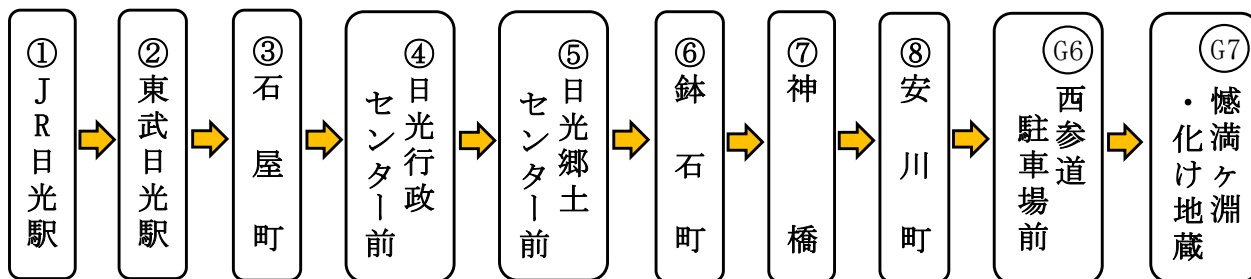 ①JR日光駅
②東武日光駅
③石屋町
④日光行政
センター前
⑤日光郷土
センター前
⑥鉢石町
⑦神橋
⑧安川町
G6
西参道
駐車場前
G7
憾満ヶ淵
・化け地蔵